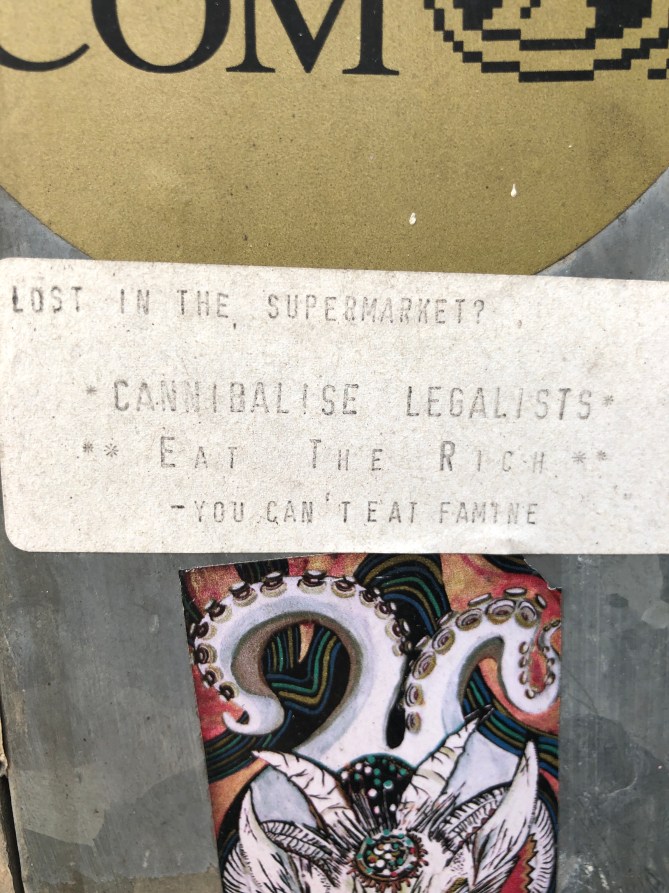 COM
LOST IN THE SUPERMARKET?
*CANNIBALISE LEGALISTS*
** EAT THE RICH **
-YOU CAN'T EAT FAMINE